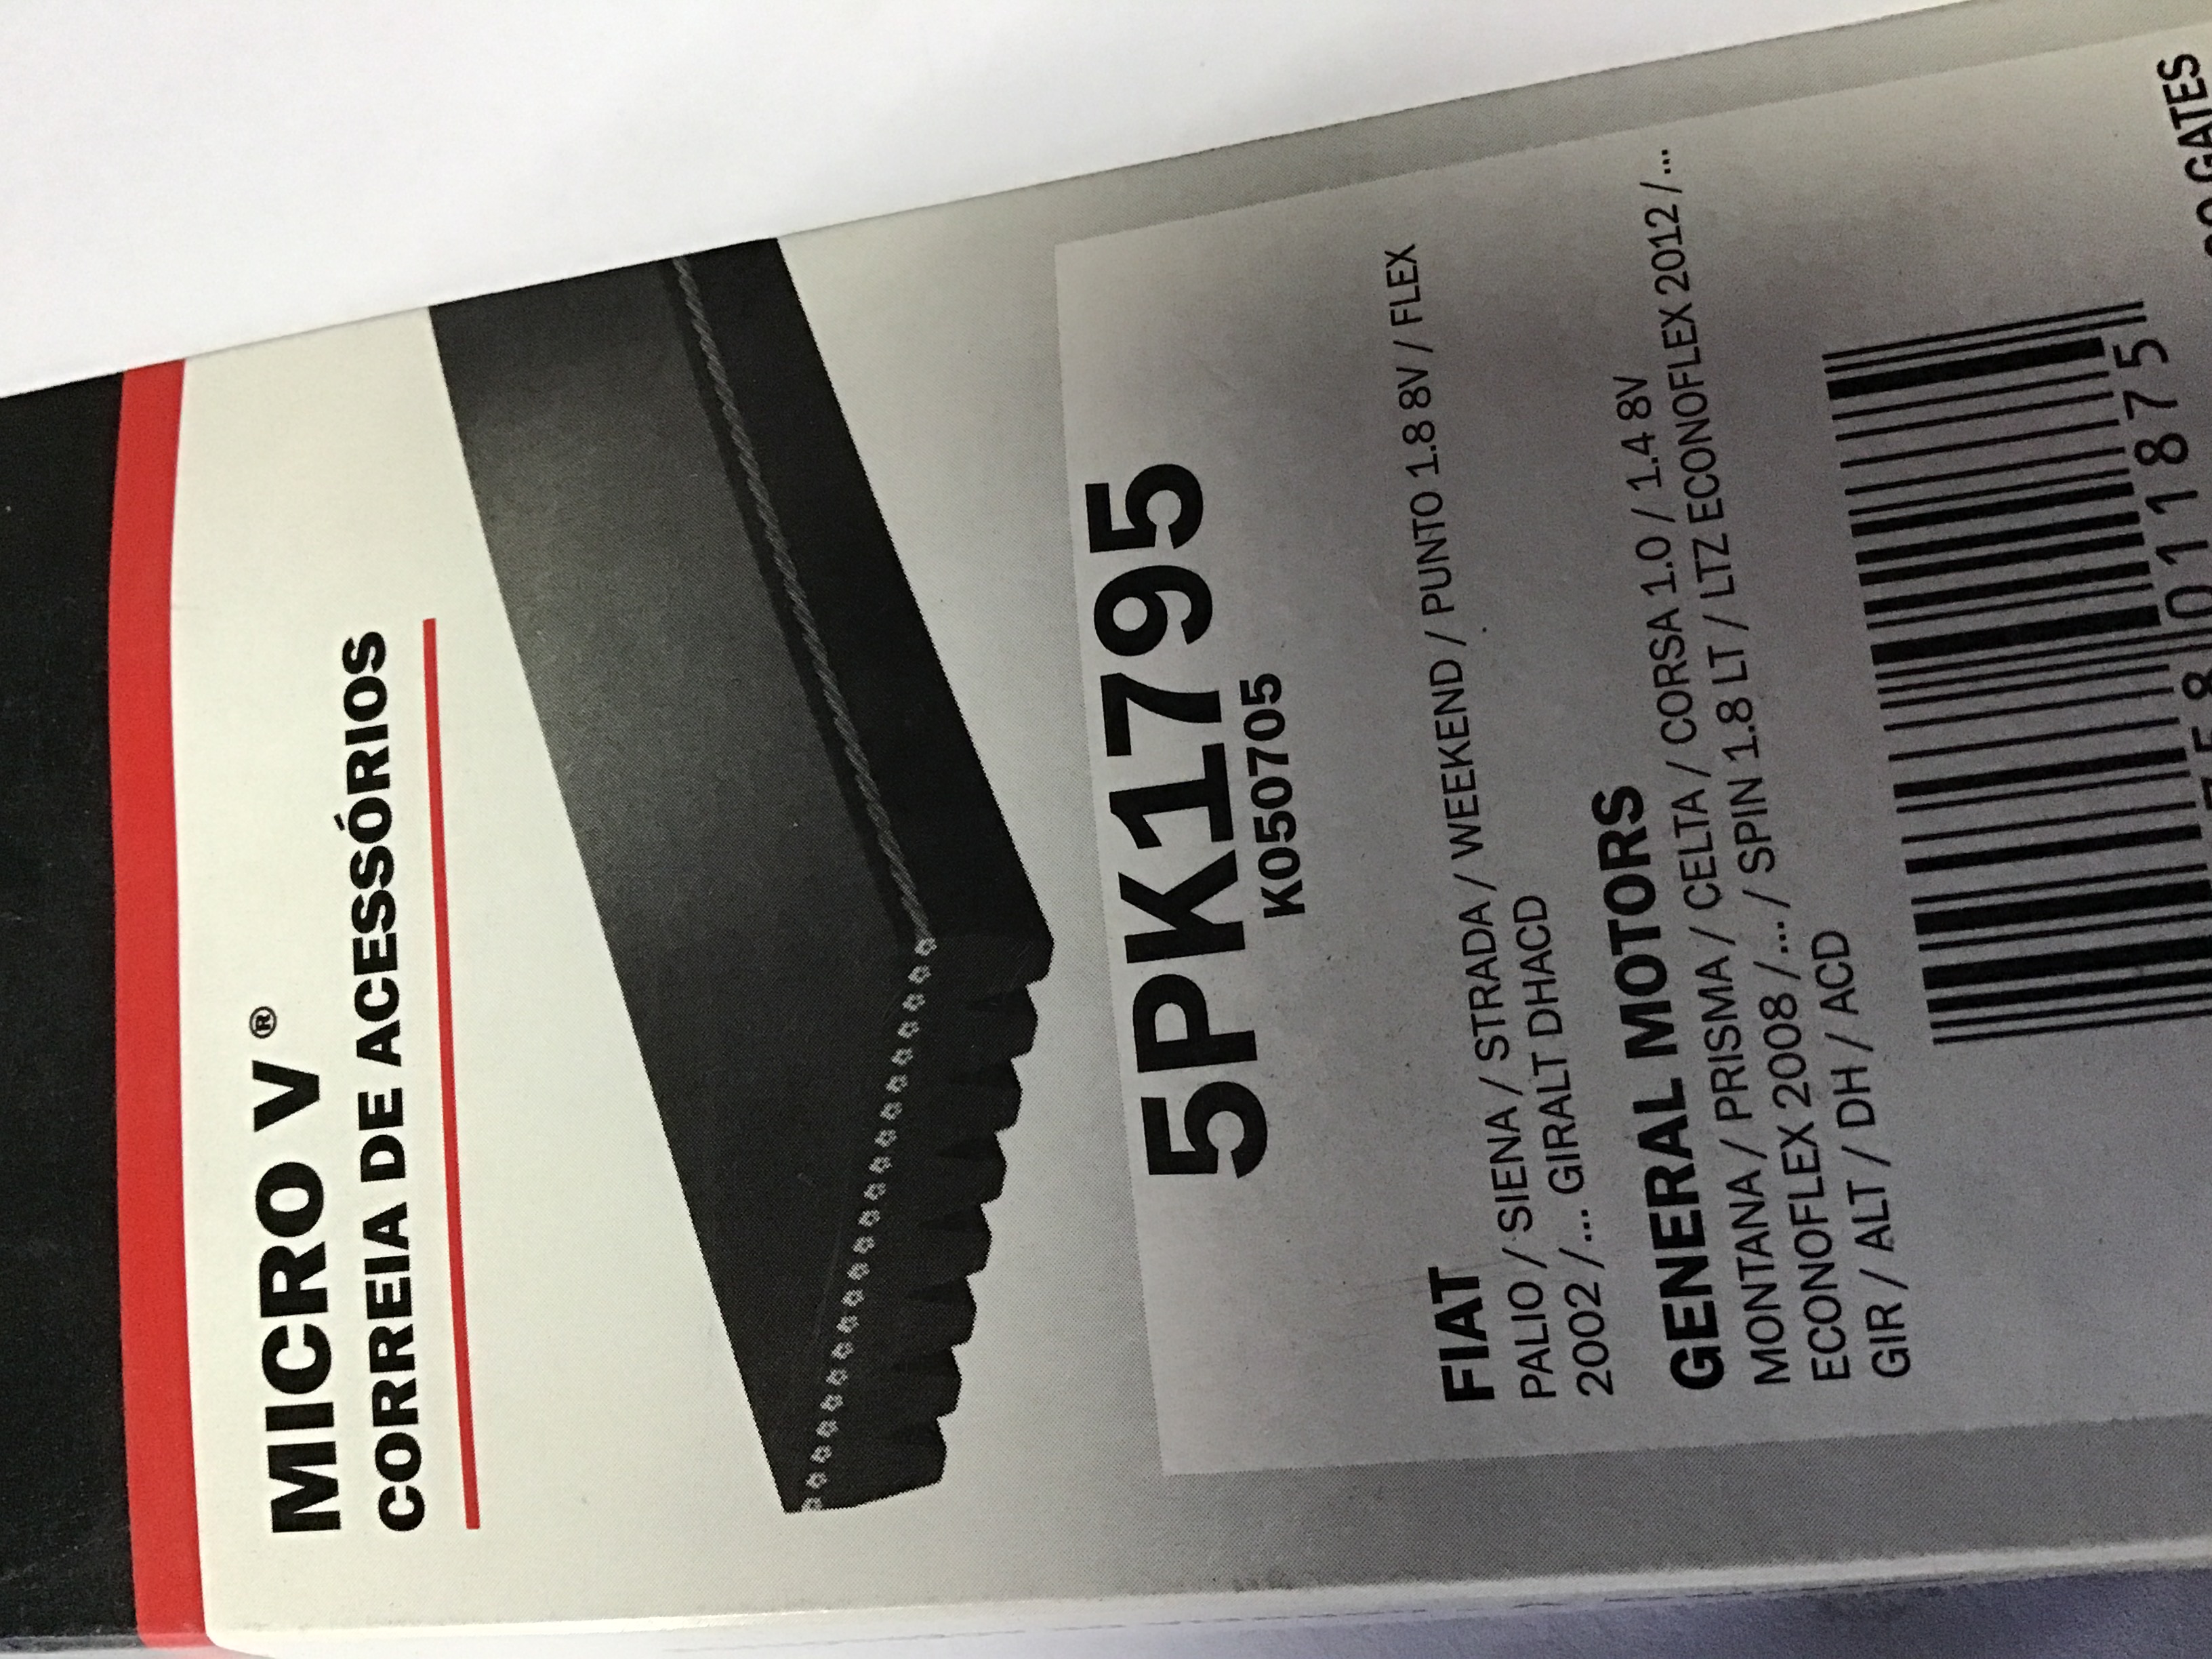 MICRO V®
CORREIA DE ACESSÓRIOS
5PK1795
K050705
FIAT
PALIO / SIENA / STRADA / WEEKEND / PUNTO 1.8 8V / FLEX
2002 /... GIRALT DHACD
GENERAL MOTORS
MONTANA / PRISMA / CELTA / CORSA 1.0 / 1.4 8V
ECONOFLEX 2008 /... / SPIN 1.8 LT / LTZ ECONOFLEX 2012 /...
GIR / ALT / DH / ACD
8 011875
GATES